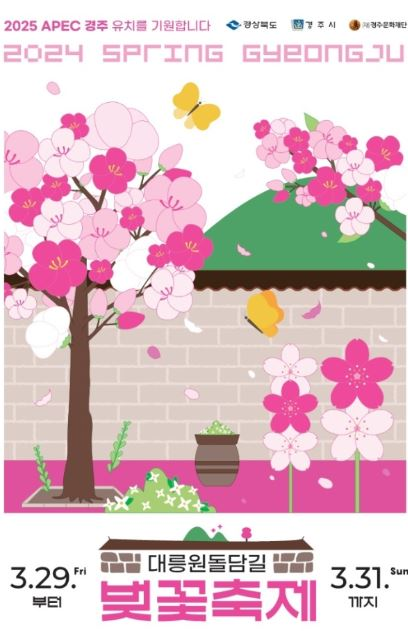 2025 APEC 경주 유치를 기원합니다 경상북도 경주시 (재)경주문화재단
2024 SPRING GYEONGJU
대릉원돌담길
벚꽃축제
3.29. Fri 부터
3.31. Sun 까지